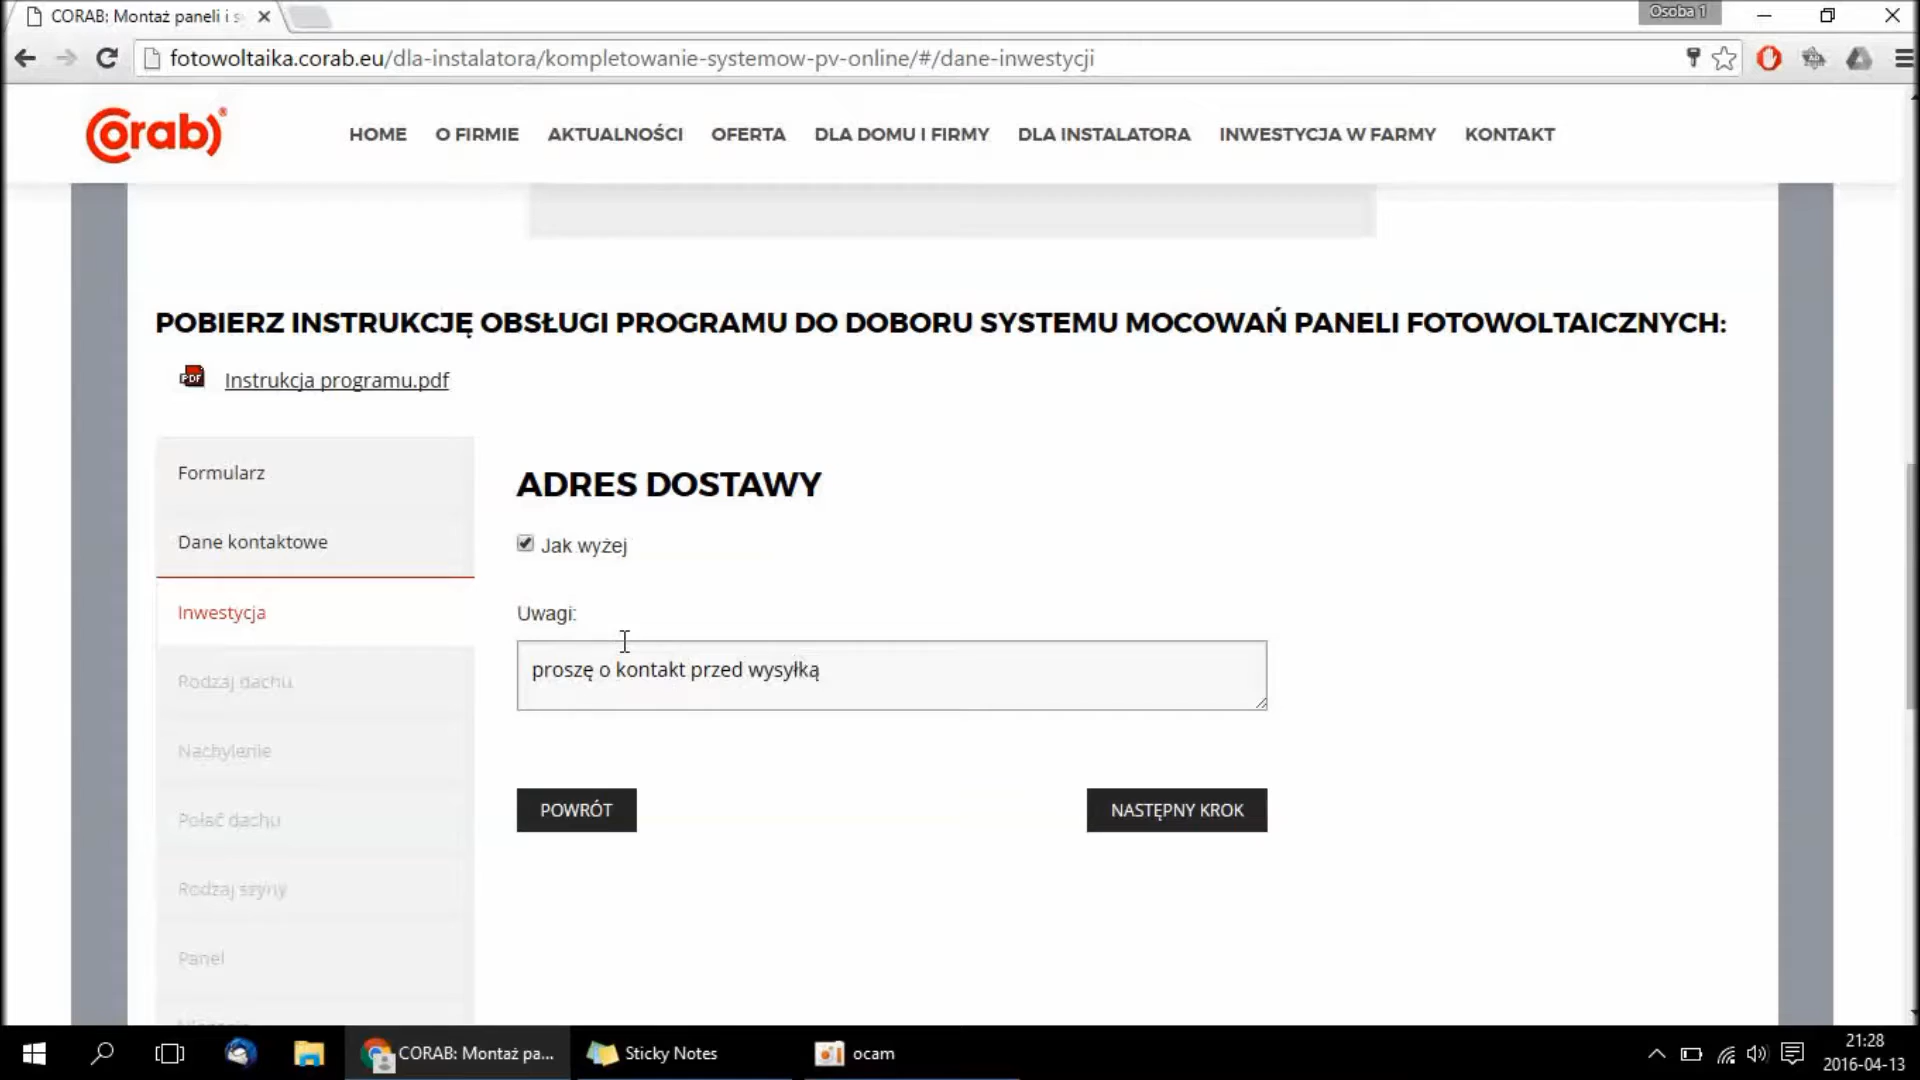 CORAB: Montaż paneli i s
Osoba 1
fotowoltaika.corab.eu/dla-instalatora/kompletowanie-systemow-pv-online/#/dane-inwestycji
Corab®
HOME O FIRMIE AKTUALNOŚCI OFERTA DLA DOMU I FIRMY DLA INSTALATORA INWESTYCJA W FARMY KONTAKT
POBIERZ INSTRUKCJĘ OBSŁUGI PROGRAMU DO DOBORU SYSTEMU MOCOWAŃ PANELI FOTOWOLTAICZNYCH:
PDF Instrukcja programu.pdf
Formularz
Dane kontaktowe
Inwestycja
Rodzaj dachu
Nachylenie
Połać dachu
Rodzaj szyny
Panel
ADRES DOSTAWY
Jak wyżej
Uwagi:
proszę o kontakt przed wysyłką
POWRÓT NASTĘPNY KROK
CORAB: Montaż pa... Sticky Notes ocam
21:28
2016-04-13